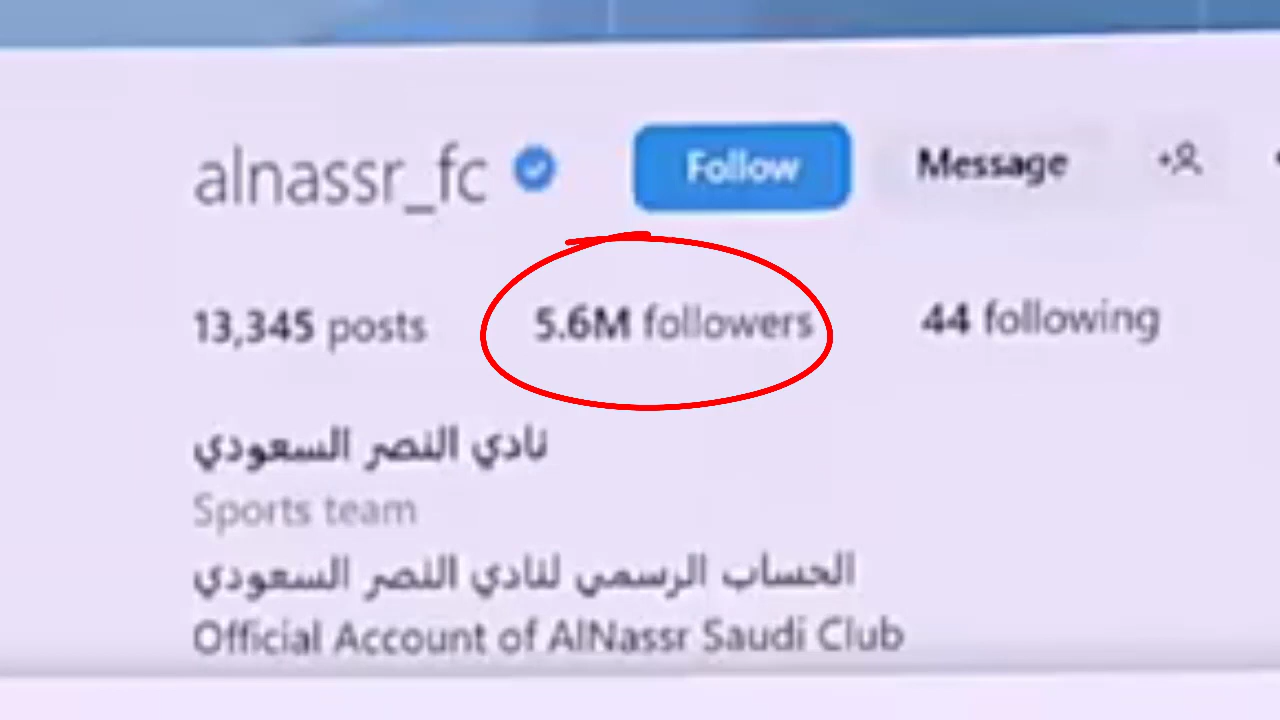 alnassr_fc Follow Message
13,345 posts 5.6M followers 44 following
نادي النصر السعودي
Sports team
الحساب الرسمي لنادي النصر السعودي
Official Account of AlNassr Saudi Club